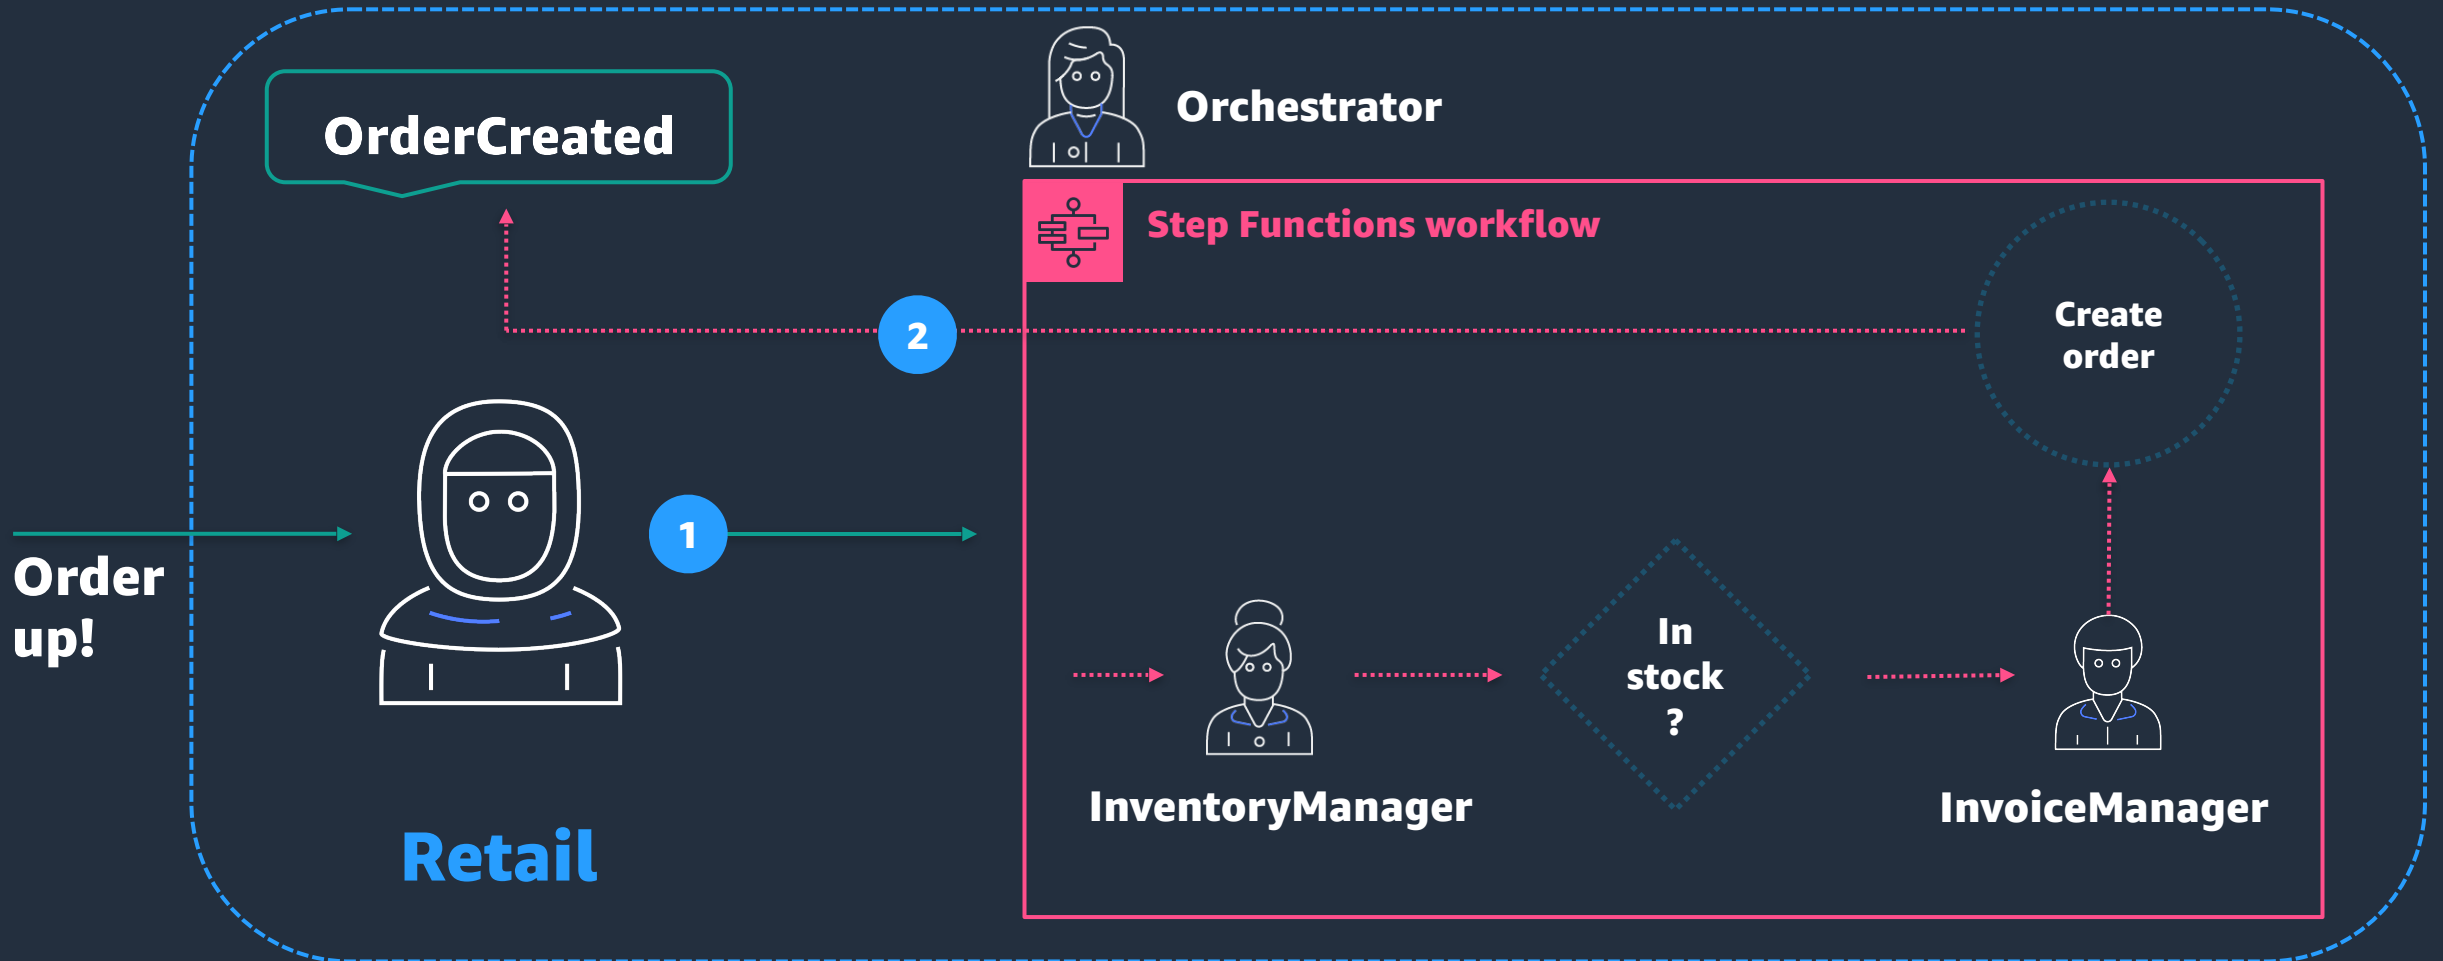 OrderCreated
Orchestrator
Step Functions workflow
2
Create
order
1
Order
up!
In
stock
?
InventoryManager
InvoiceManager
Retail